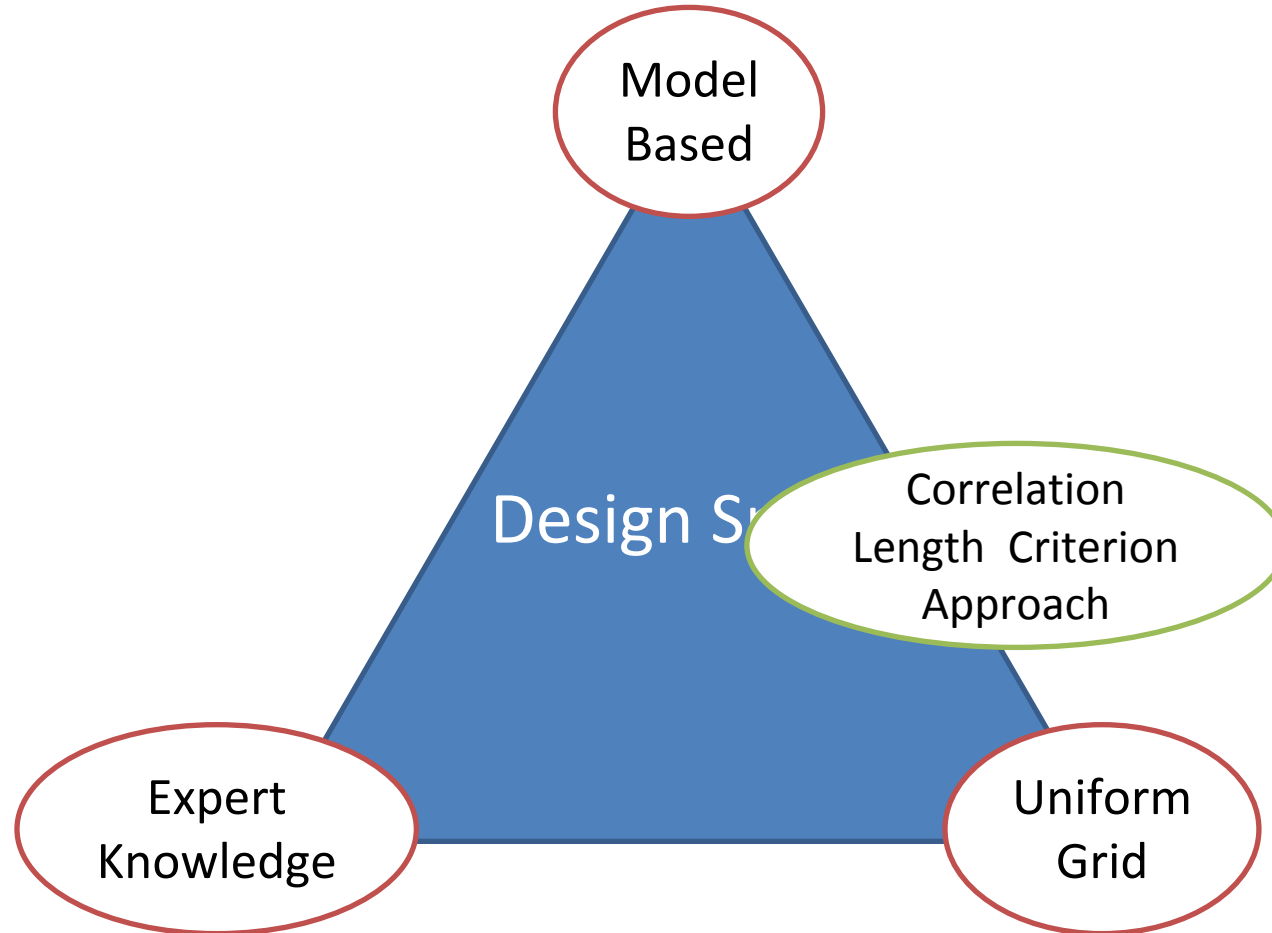 Model
Based
Design
Correlation
Length Criterion
Approach
Expert
Knowledge
Uniform
Grid